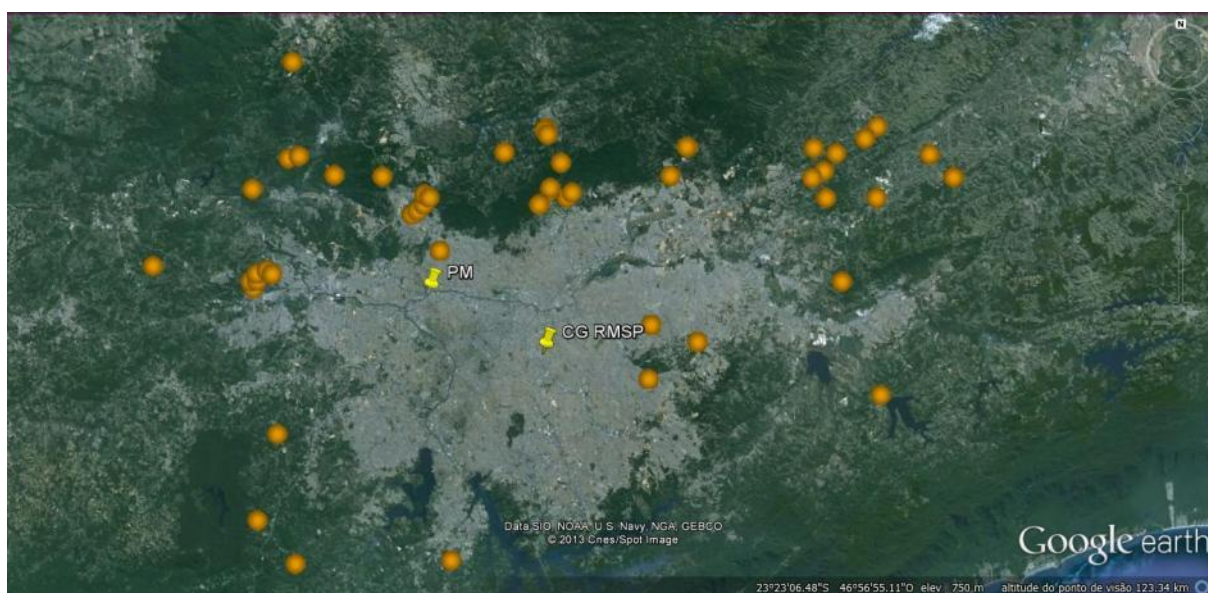 N
PM
CG RMSP
Data SIO, NOAA, U.S. Navy, NGA, GEBCO
© 2013 Cnes/Spot Image
Google earth
23°23'06.48"S 46°56'55.11"O elev 750 m altitude do ponto de visão 123.34 km